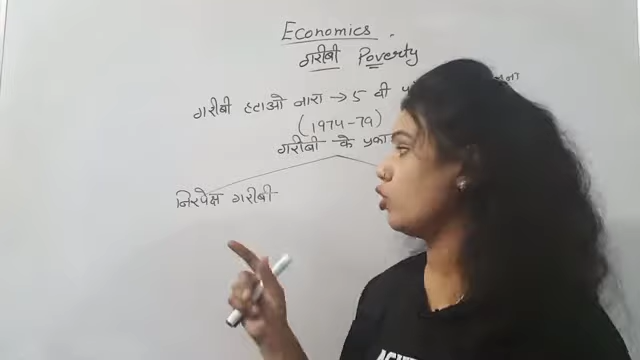 Economics.
गरीबी Poverty
गरीबी हटाओ नारा → 5 वी
(1974-79)
गरीबी के प्रका
निरपेक्ष गरीबी